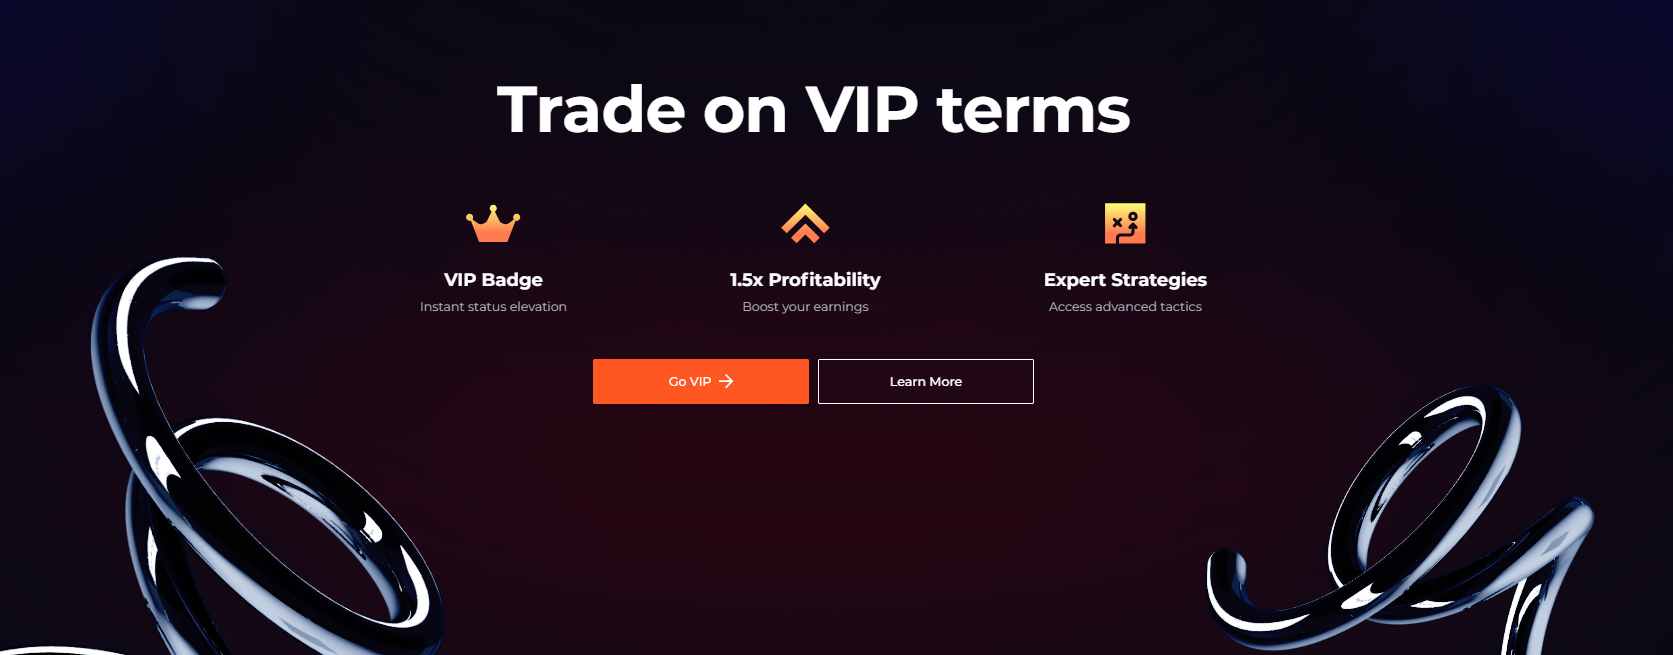 Trade on VIP terms
VIP Badge
Instant status elevation
1.5x Profitability
Boost your earnings
Expert Strategies
Access advanced tactics
Go VIP →
Learn More